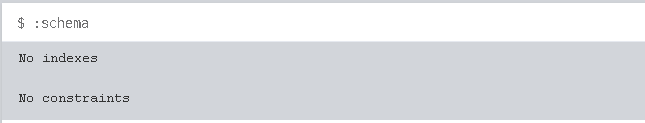 $ :schema
No indexes
No constraints